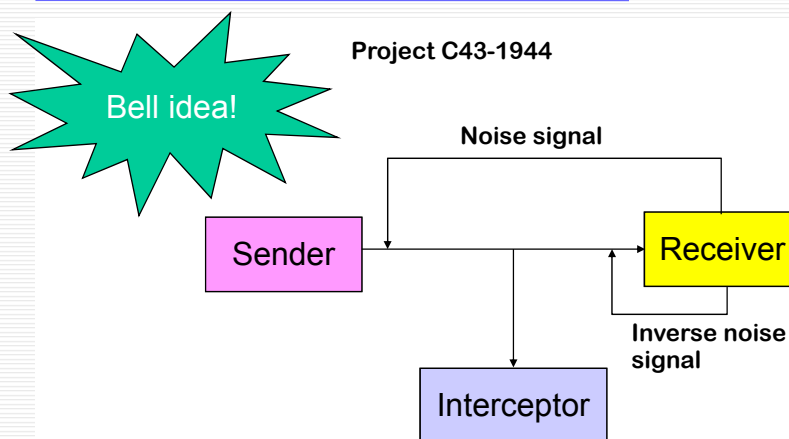 Project C43-1944
Bell idea!
Noise signal
Sender
Receiver
Inverse noise
signal
Interceptor